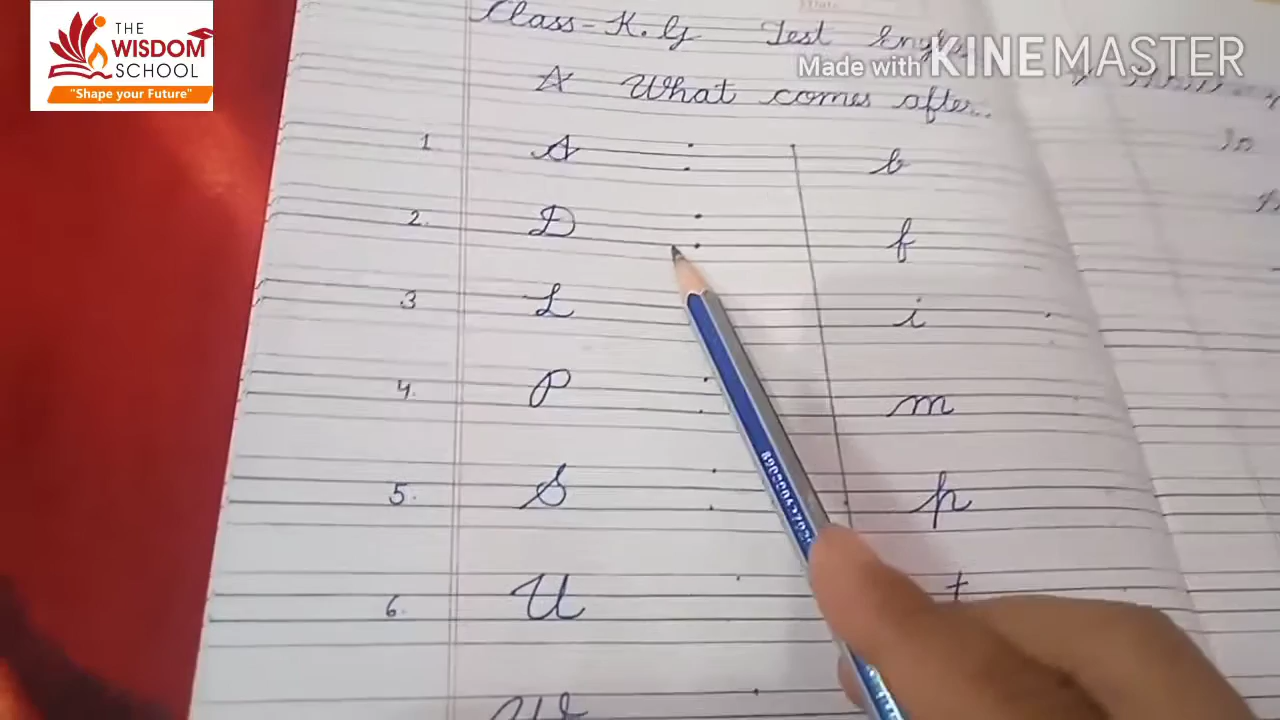 THE
WISDOM
SCHOOL
"Shape your Future"
Made with KINEMASTER
Class - K.G Test
A What comes after...
1 A : b
2. D : f
3 L i
4. P : m
5. S : p
6. U t
W